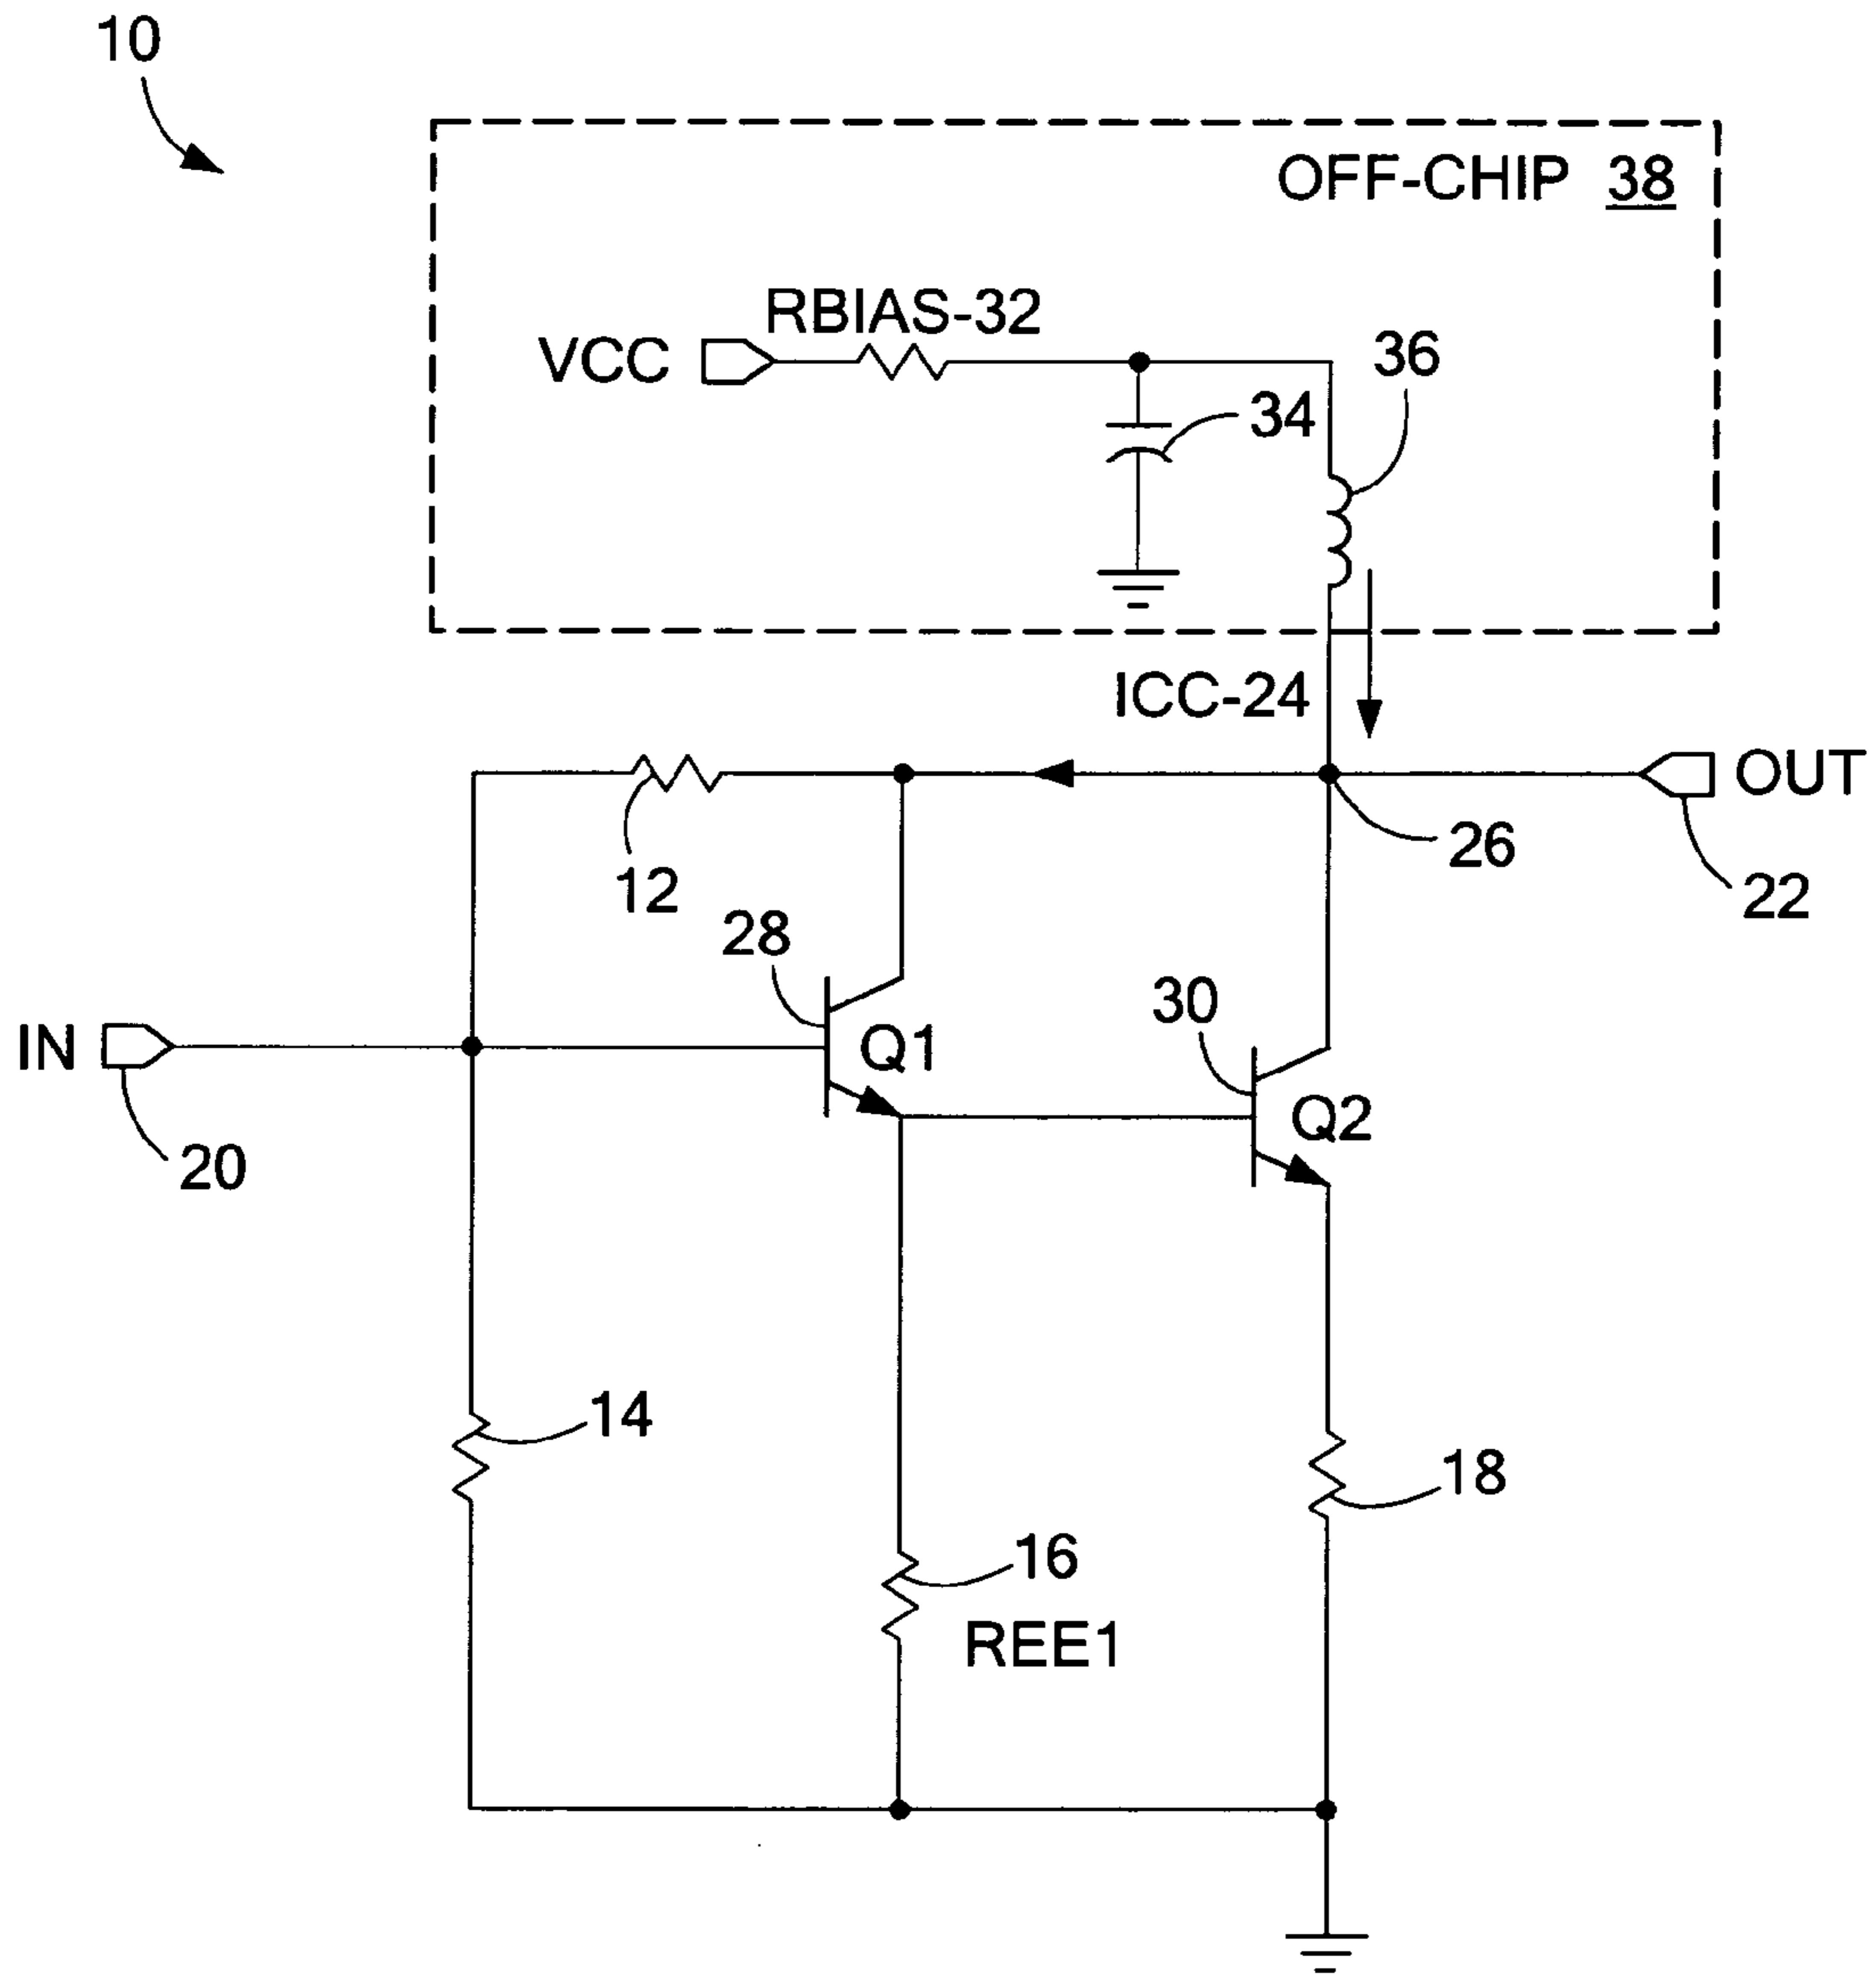 10
OFF-CHIP 38
RBIAS-32
VCC
36
34
ICC-24
OUT
26
12
22
28
30
IN
Q1
Q2
20
14
18
16
REE1